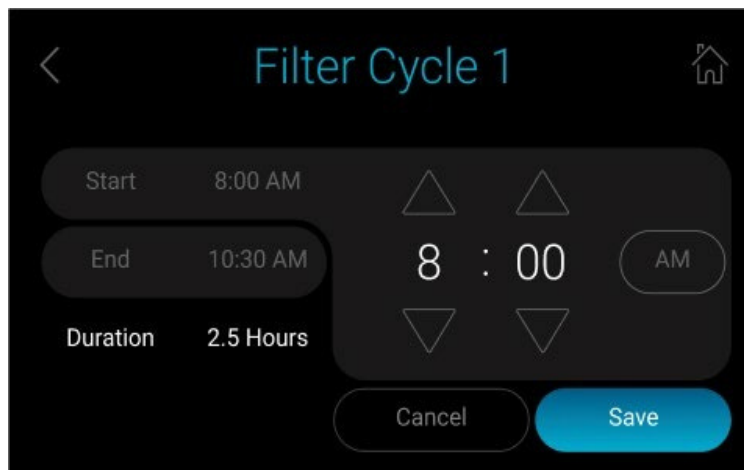 Filter Cycle 1
Start 8:00 AM
End 10:30 AM
8 : 00 AM
Duration 2.5 Hours
Cancel Save